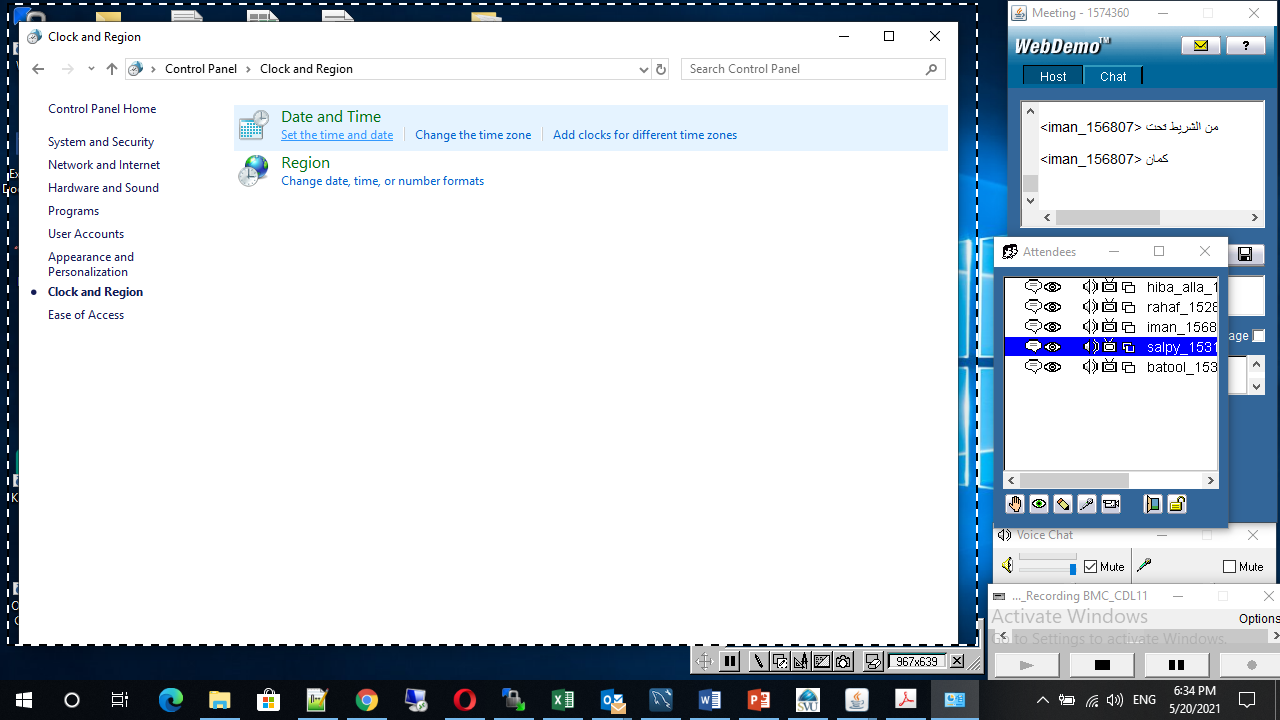 Clock and Region
Control Panel
Clock and Region
Search Control Panel
Control Panel Home
System and Security
Network and Internet
Hardware and Sound
Programs
User Accounts
Appearance and
Personalization
Clock and Region
Ease of Access
Date and Time
Set the time and date
Change the time zone
Add clocks for different time zones
Region
Change date, time, or number formats
Meeting - 1574360
WebDemo™
?
Host
Chat
<iman_156807> من الشريط تحت
<iman_156807> كمان
Attendees
hiba_alla_1
rahaf_1528
iman_1568
salpy_1531
batool_153
age
Voice Chat
Mute
Mute
..._Recording BMC_CDL11
Options
Activate Windows
Go to Settings to activate Windows.
967x639
SVU
ENG
6:34 PM
5/20/2021